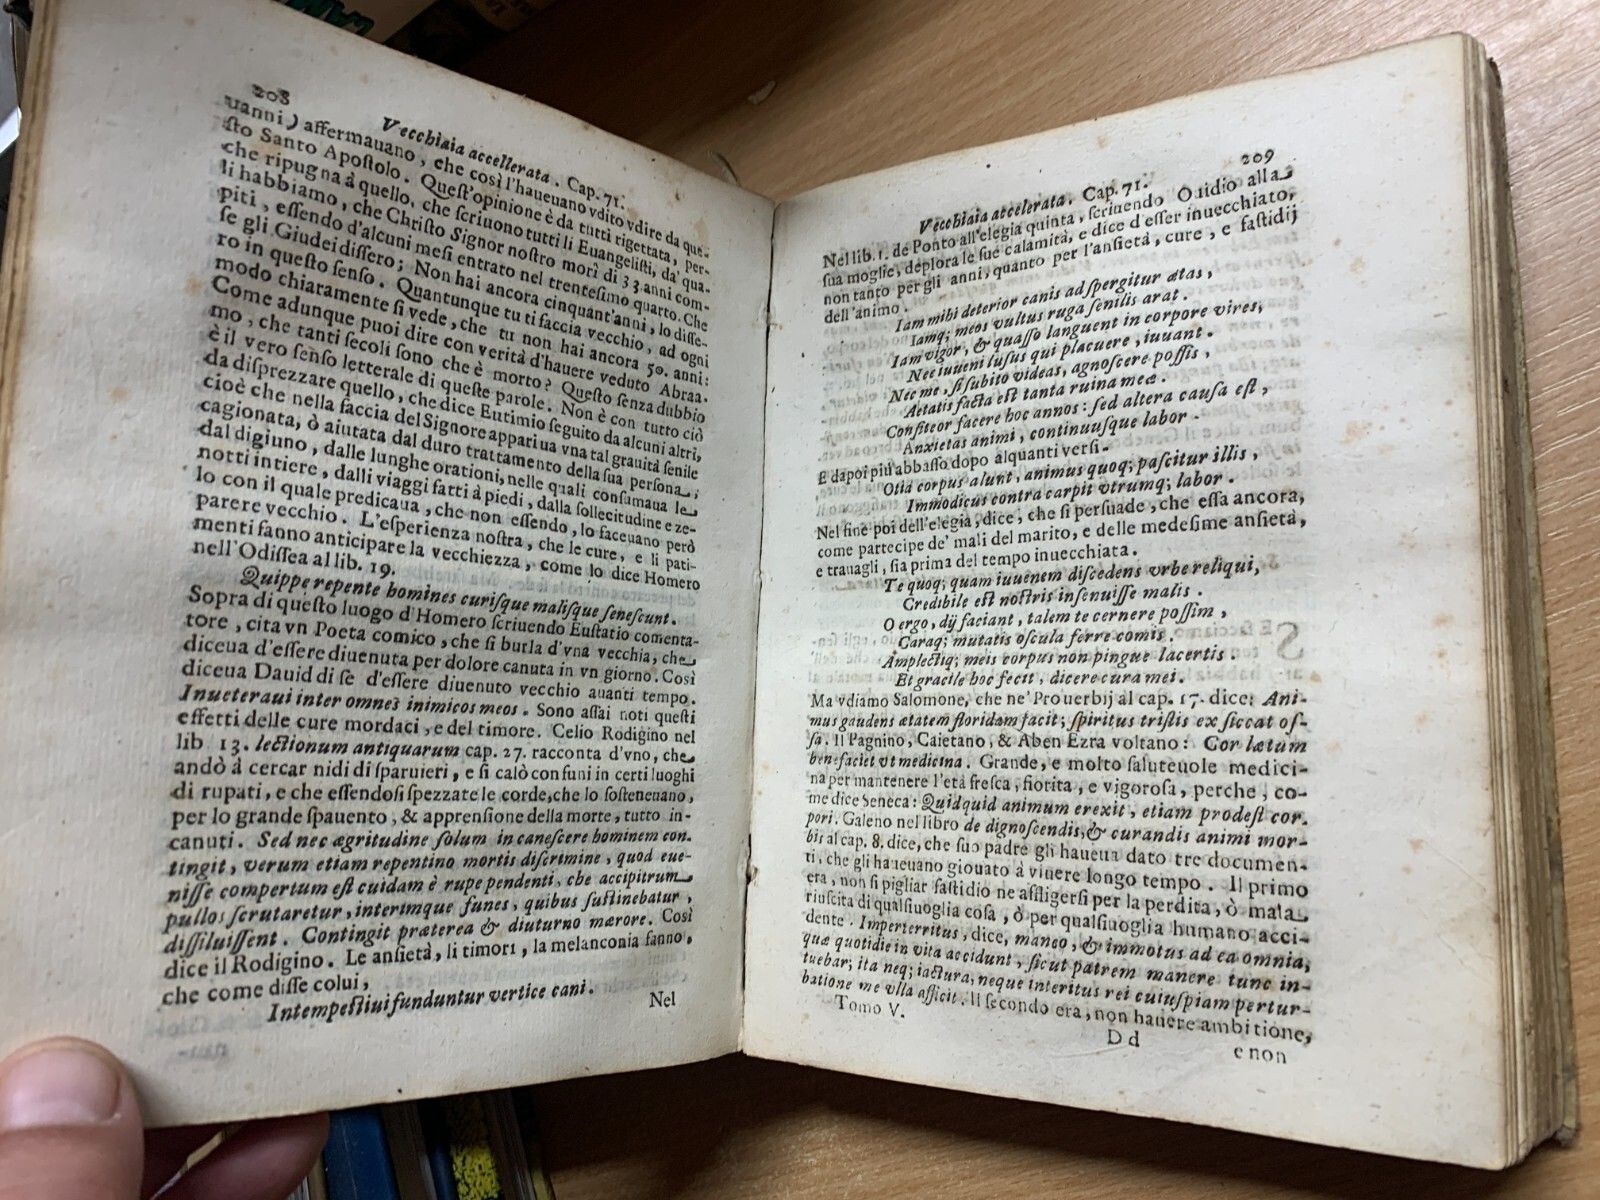 208
Vecchiaia accellerata. Cap. 71.
uanni) affermauano, che così l'haueuano vdito vdire da que-
ſto Santo Apoſtolo. Queſt'opinione è da tutti rigettata, per-
che ripugna à quello, che ſcriuono tutti li Euangeliſti, da' qua-
li habbiamo, che Chriſto Signor noſtro morì di 33 anni com-
piti, eſſendo d'alcuni meſi entrato nel trenteſimo quarto. Che
ſe gli Giudei diſſero; Non hai ancora cinquant'anni, lo diſſe-
ro in queſto ſenſo. Quantunque tu ti faccia vecchio, ad ogni
modo chiaramente ſi vede, che tu non hai ancora 50. anni:
Come adunque puoi dire con verità d'hauere veduto Abraa-
mo, che tanti ſecoli ſono che è morto? Queſto ſenza dubbio
è il vero ſenſo letterale di queſte parole. Non è con tutto ciò
da diſprezzare quello, che dice Eutimio ſeguito da alcuni altri,
cioè che nella faccia del Signore appariua vna tal grauità ſenile
cagionata, ò aiutata dal duro trattamento della ſua perſona,
dal digiuno, dalle lunghe orationi, nelle quali conſumaua le
notti intiere, dalli viaggi fatti à piedi, dalla ſollecitudine e ze-
lo con il quale predicaua, che non eſſendo, lo faceuano però
parere vecchio. L'eſperienza noſtra, che le cure, e li pati-
menti fanno anticipare la vecchiezza, come lo dice Homero
nell'Odiſſea al lib. 19.
Quippe repente homines curiſque maliſque ſeneſcunt.
Sopra di queſto luogo d'Homero ſcriuendo Euſtatio comenta-
tore, cita vn Poeta comico, che ſi burla d'vna vecchia, che
diceua d'eſſere diuenuta per dolore canuta in vn giorno. Così
diceua Dauid di sè d'eſſere diuenuto vecchio auanti tempo.
Inueteraui inter omnes inimicos meos. Sono aſſai noti queſti
effetti delle cure mordaci, e del timore. Celio Rodigino nel
lib 13. lectionum antiquarum cap. 27. racconta d'vno, che
andò à cercar nidi di ſparuieri, e ſi calò con funi in certi luoghi
di rupati, e che eſſendoſi ſpezzate le corde, che lo ſoſteneuano,
per lo grande ſpauento, & apprenſione della morte, tutto in-
canutì. Sed nec ægritudine ſolum in caneſcere hominem con-
tingit, verum etiam repentino mortis diſcrimine, quod eue-
niſſe compertum eſt cuidam è rupe pendenti, che accipitrum
pullos ſcrutaretur, interimque funes, quibus ſuſtinebatur,
diſſiluiſſent. Contingit præterea & diuturno mærore. Così
dice il Rodigino. Le anſietà, li timori, la melanconia fanno,
che come diſſe colui,
Intempeſtiui funduntur vertice cani.
Nel
209
Vecchiaia accelerata. Cap. 71.
Nel lib. 1. de Ponto all'elegia quinta, ſcriuendo Ouidio alla
ſua moglie, deplora le ſue calamità, e dice d'eſſer inuecchiato,
non tanto per gli anni, quanto per l'anſietà, cure, e faſtidij
dell'animo.
Iam mihi deterior canis adſpergitur ætas,
Iamq; meos vultus ruga ſenilis arat.
Iam vigor, & quaſſo languent in corpore vires,
Nec iuueni luſus qui placuere, iuuant.
Nec me, ſi ſubito videas, agnoſcere poſſis,
Aetatis facta eſt tanta ruina meæ.
Confiteor facere hoc annos: ſed altera cauſa eſt,
Anxietas animi, continuuſque labor.
E dapoi più abbaſſo dopo alquanti verſi.
Otia corpus alunt, animus quoq; paſcitur illis,
Immodicus contra carpit vtrumq; labor.
Nel fine poi dell'elegia, dice, che ſi perſuade, che eſſa ancora,
come partecipe de' mali del marito, e delle medeſime anſietà,
e trauagli, ſia prima del tempo inuecchiata.
Te quoq; quam iuuenem diſcedens vrbe reliqui,
Credibile eſt noſtris inſenuiſſe malis.
O ergo, dij faciant, talem te cernere poſſim,
Caraq; mutatis oſcula ferre comis.
Amplectiq; meis corpus non pingue lacertis.
Et gracile hoc fecit, dicere cura mei.
Ma vdiamo Salomone, che ne' Prouerbij al cap. 17. dice: Ani-
mus gaudens ætatem floridam facit; ſpiritus triſtis ex ſiccat oſ-
ſa. Il Pagnino, Caietano, & Aben Ezra voltano: Cor lætum
benefaciet vt medicina. Grande, e molto ſaluteuole medici-
na per mantenere l'età freſca, fiorita, e vigoroſa, perche, co-
me dice Seneca: Quidquid animum erexit, etiam prodeſt cor.
pori. Galeno nel libro de dignoſcendis, & curandis animi mor-
bis al cap. 8. dice, che ſuo padre gli haueua dato tre documen-
ti, che gli haueuano giouato à viuere longo tempo. Il primo
era, non ſi pigliar faſtidio ne affligerſi per la perdita, ò mala
riuſcita di qualſiuoglia coſa, ò per qualſiuoglia humano acci-
dente. Imperterritus, dice, maneo, & immotus ad ea omnia,
quæ quotidie in vita accidunt, ſicut patrem manere tunc in-
tuebar; ita neq; iactura, neque interitus rei cuiuſpiam pertur-
batione me vlla afficit. Il ſecondo era, non hauere ambitione,
Tomo V.
D d
e non